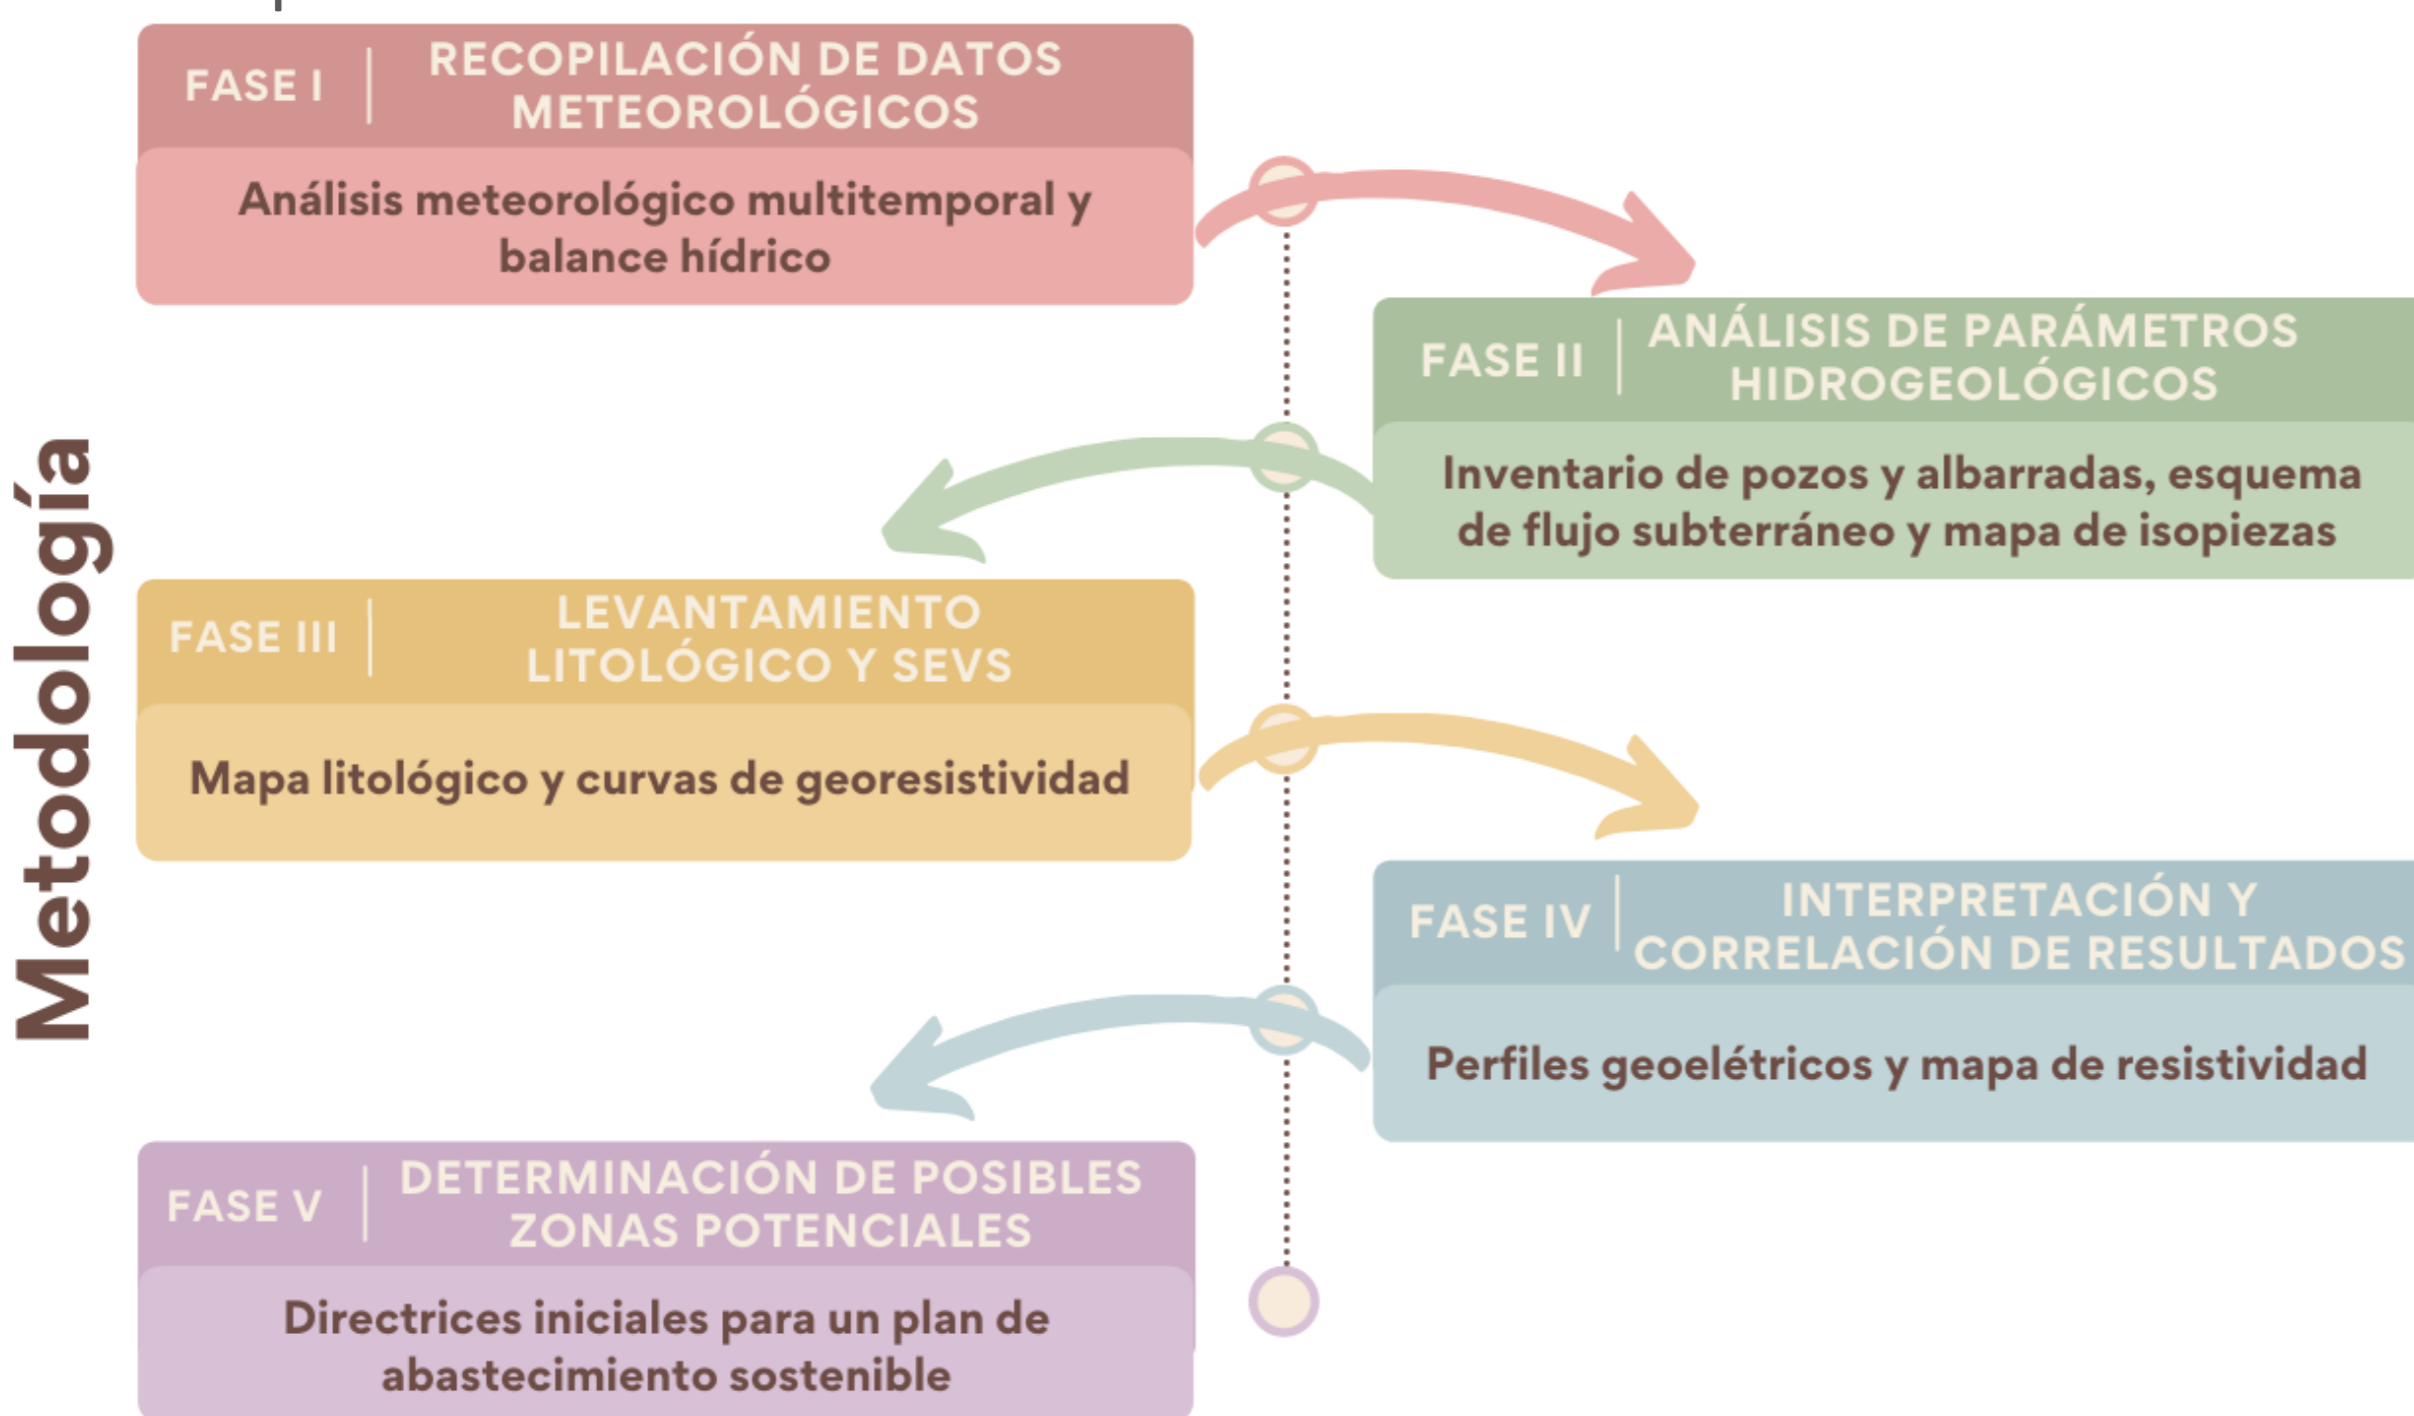 Metodología
FASE I
RECOPILACIÓN DE DATOS
METEOROLÓGICOS
Análisis meteorológico multitemporal y
balance hídrico
FASE II
ANÁLISIS DE PARÁMETROS
HIDROGEOLÓGICOS
Inventario de pozos y albarradas, esquema
de flujo subterráneo y mapa de isopiezas
FASE III
LEVANTAMIENTO
LITOLÓGICO Y SEVS
Mapa litológico y curvas de georesistividad
FASE IV
INTERPRETACIÓN Y
CORRELACIÓN DE RESULTADOS
Perfiles geoelétricos y mapa de resistividad
FASE V
DETERMINACIÓN DE POSIBLES
ZONAS POTENCIALES
Directrices iniciales para un plan de
abastecimiento sostenible